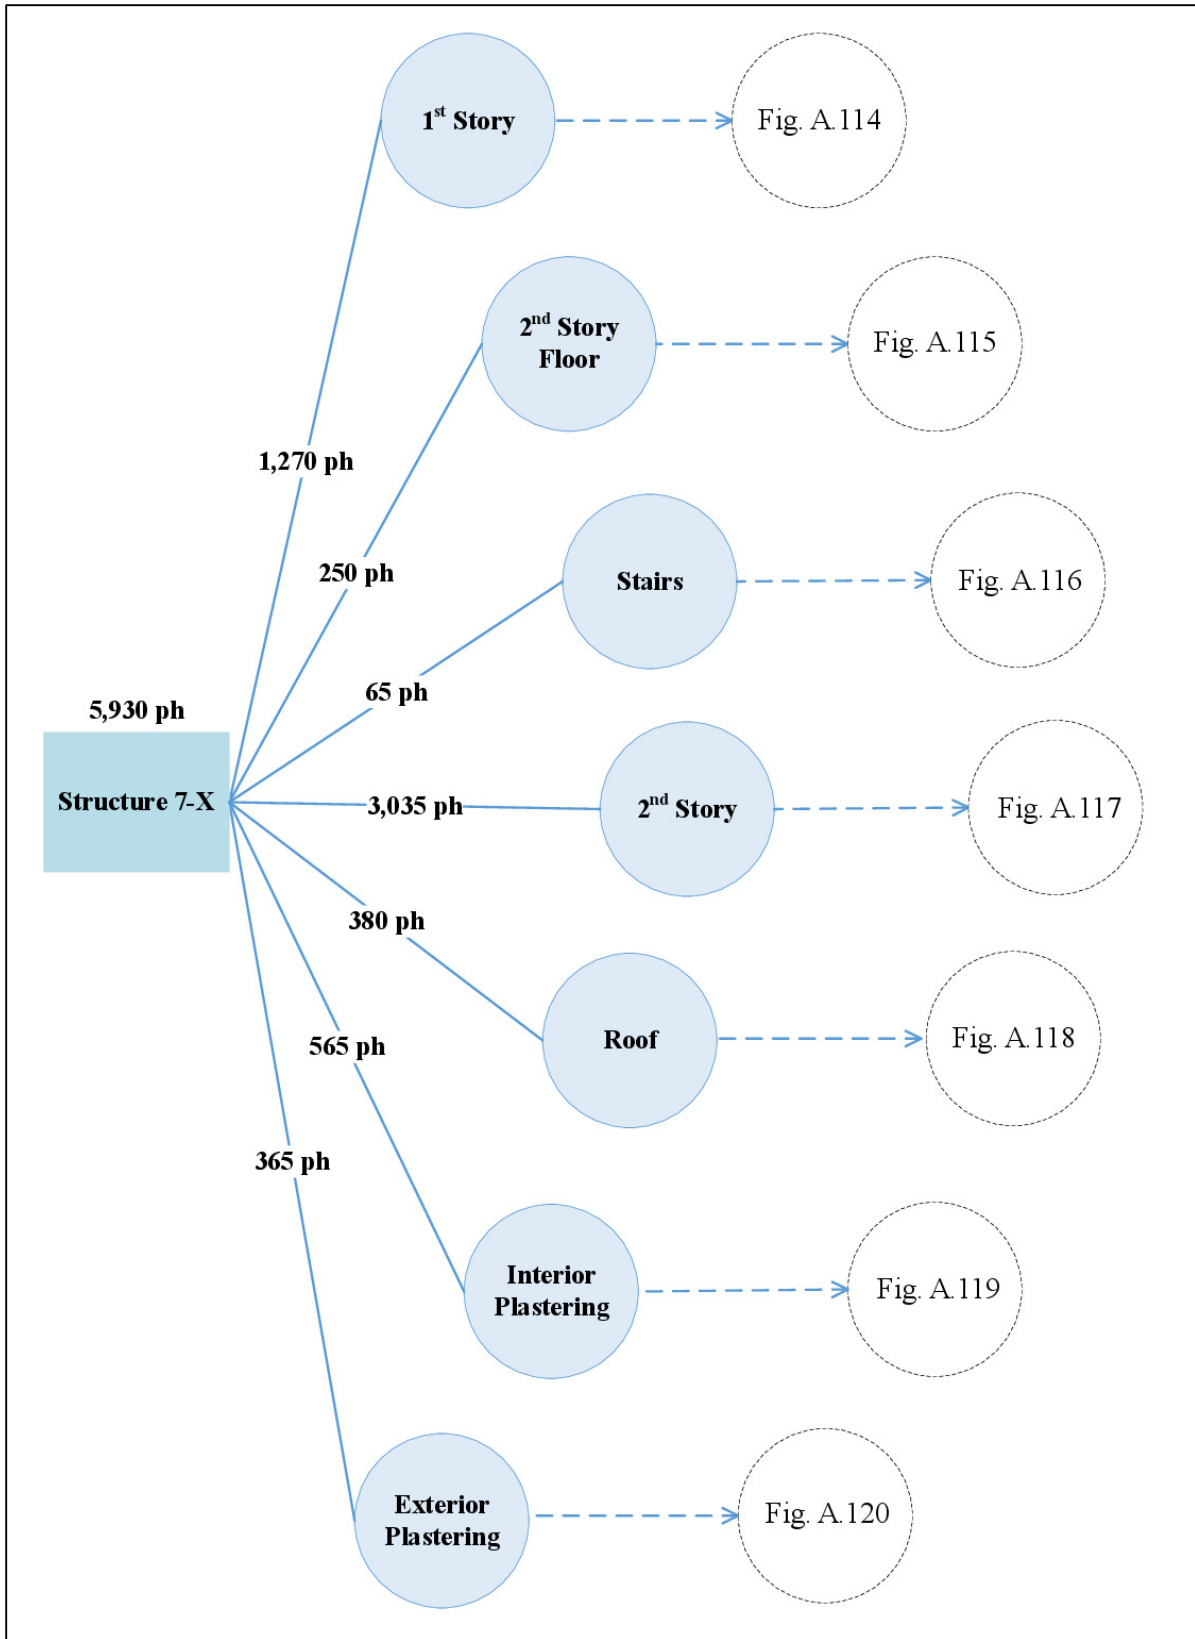 1st Story
Fig. A.114
2nd Story
Floor
Fig. A.115
1,270 ph
250 ph
Stairs
Fig. A.116
65 ph
5,930 ph
Structure 7-X
3,035 ph
2nd Story
Fig. A.117
380 ph
Roof
Fig. A.118
565 ph
365 ph
Interior
Plastering
Fig. A.119
Exterior
Plastering
Fig. A.120